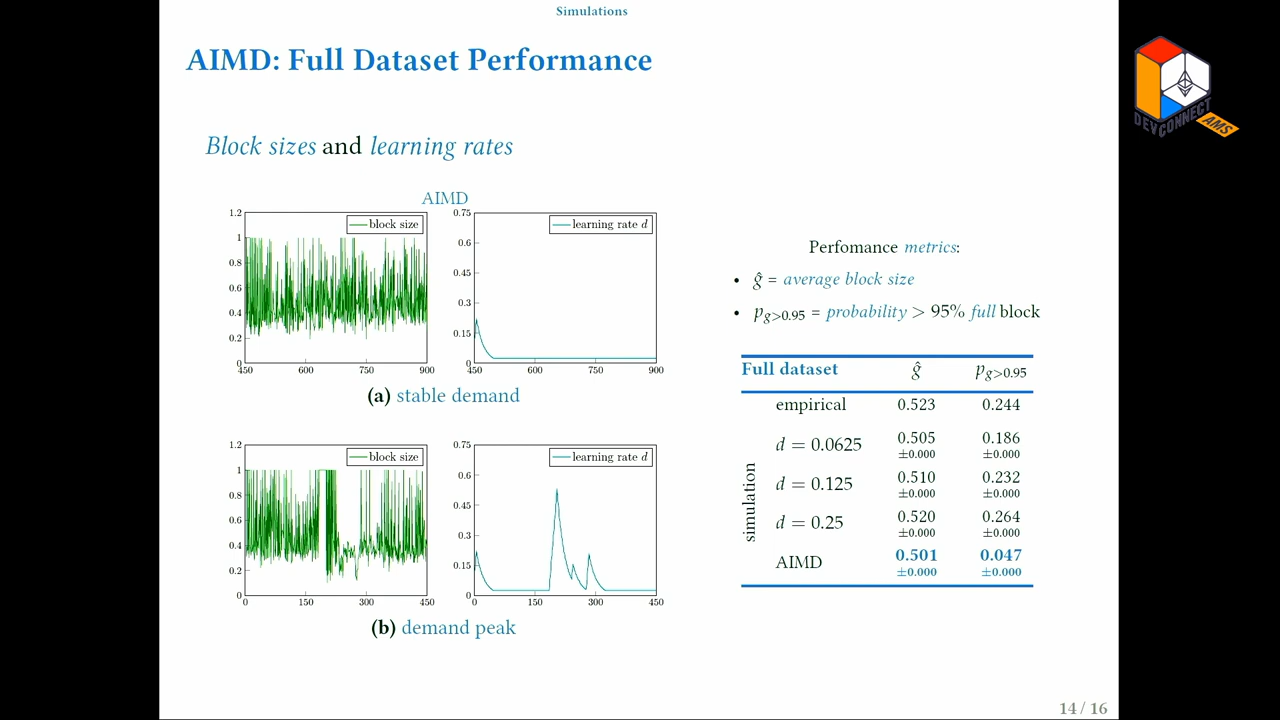 Simulations
AIMD: Full Dataset Performance
Block sizes and learning rates
AIMD
1.2
1
0.8
0.6
0.4
0.2
0
450
600
750
900
block size
0.75
0.6
0.45
0.3
0.15
0
450
600
750
900
learning rate d
(a) stable demand
1.2
1
0.8
0.6
0.4
0.2
0
0
150
300
450
block size
0.75
0.6
0.45
0.3
0.15
0
0
150
300
450
learning rate d
(b) demand peak
Perfomance metrics:
• ĝ = average block size
• p_{g>0.95} = probability > 95% full block
Full dataset ĝ p_{g>0.95}
empirical 0.523 0.244
simulation
d = 0.0625 0.505 0.186
±0.000 ±0.000
d = 0.125 0.510 0.232
±0.000 ±0.000
d = 0.25 0.520 0.264
±0.000 ±0.000
AIMD 0.501 0.047
±0.000 ±0.000
14 / 16
DEVCONNECT
AMS